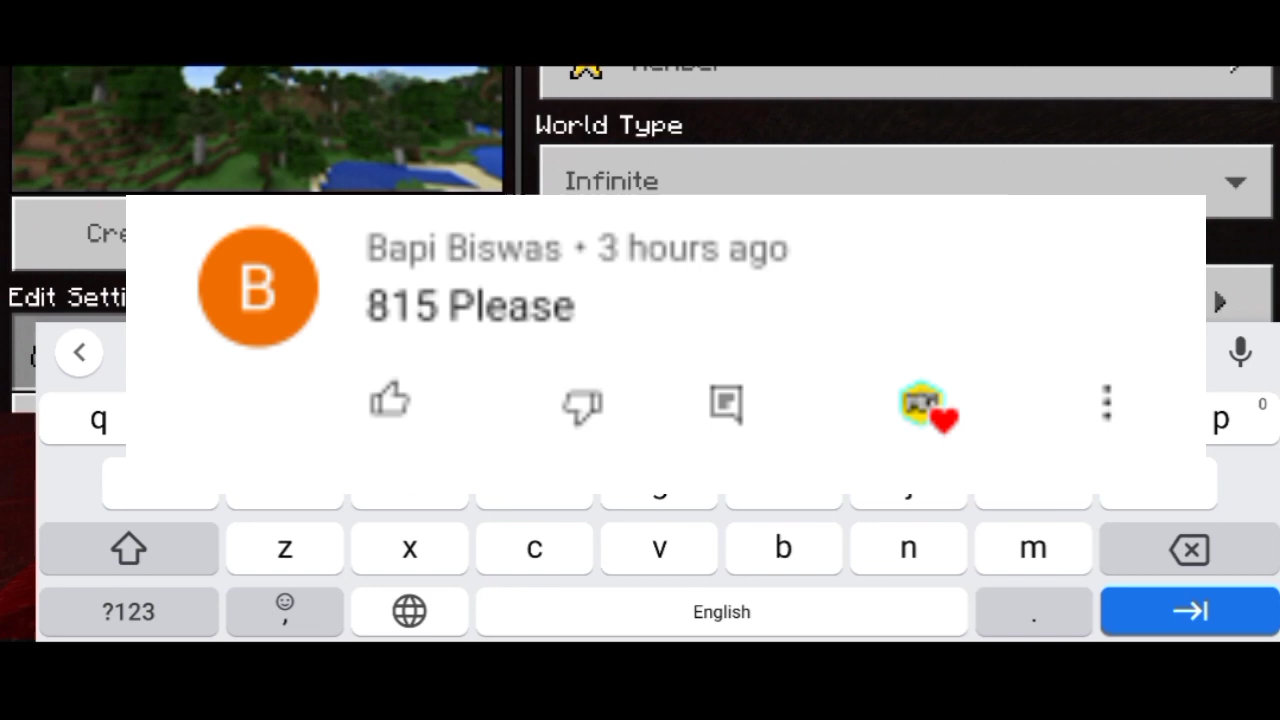 World Type
Infinite
Cre
Edit Setti
B
Bapi Biswas • 3 hours ago
815 Please
q
p
0
z
x
c
v
b
n
m
?123
,
English
.